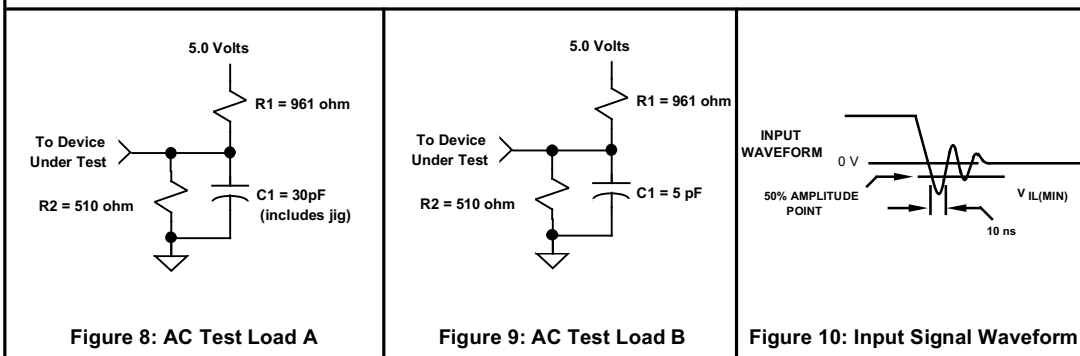 5.0 Volts
R1 = 961 ohm
To Device
Under Test
R2 = 510 ohm
C1 = 30pF
(includes jig)
Figure 8: AC Test Load A
5.0 Volts
R1 = 961 ohm
To Device
Under Test
R2 = 510 ohm
C1 = 5 pF
Figure 9: AC Test Load B
INPUT
WAVEFORM
0 V
50% AMPLITUDE
POINT
V IL(MIN)
10 ns
Figure 10: Input Signal Waveform